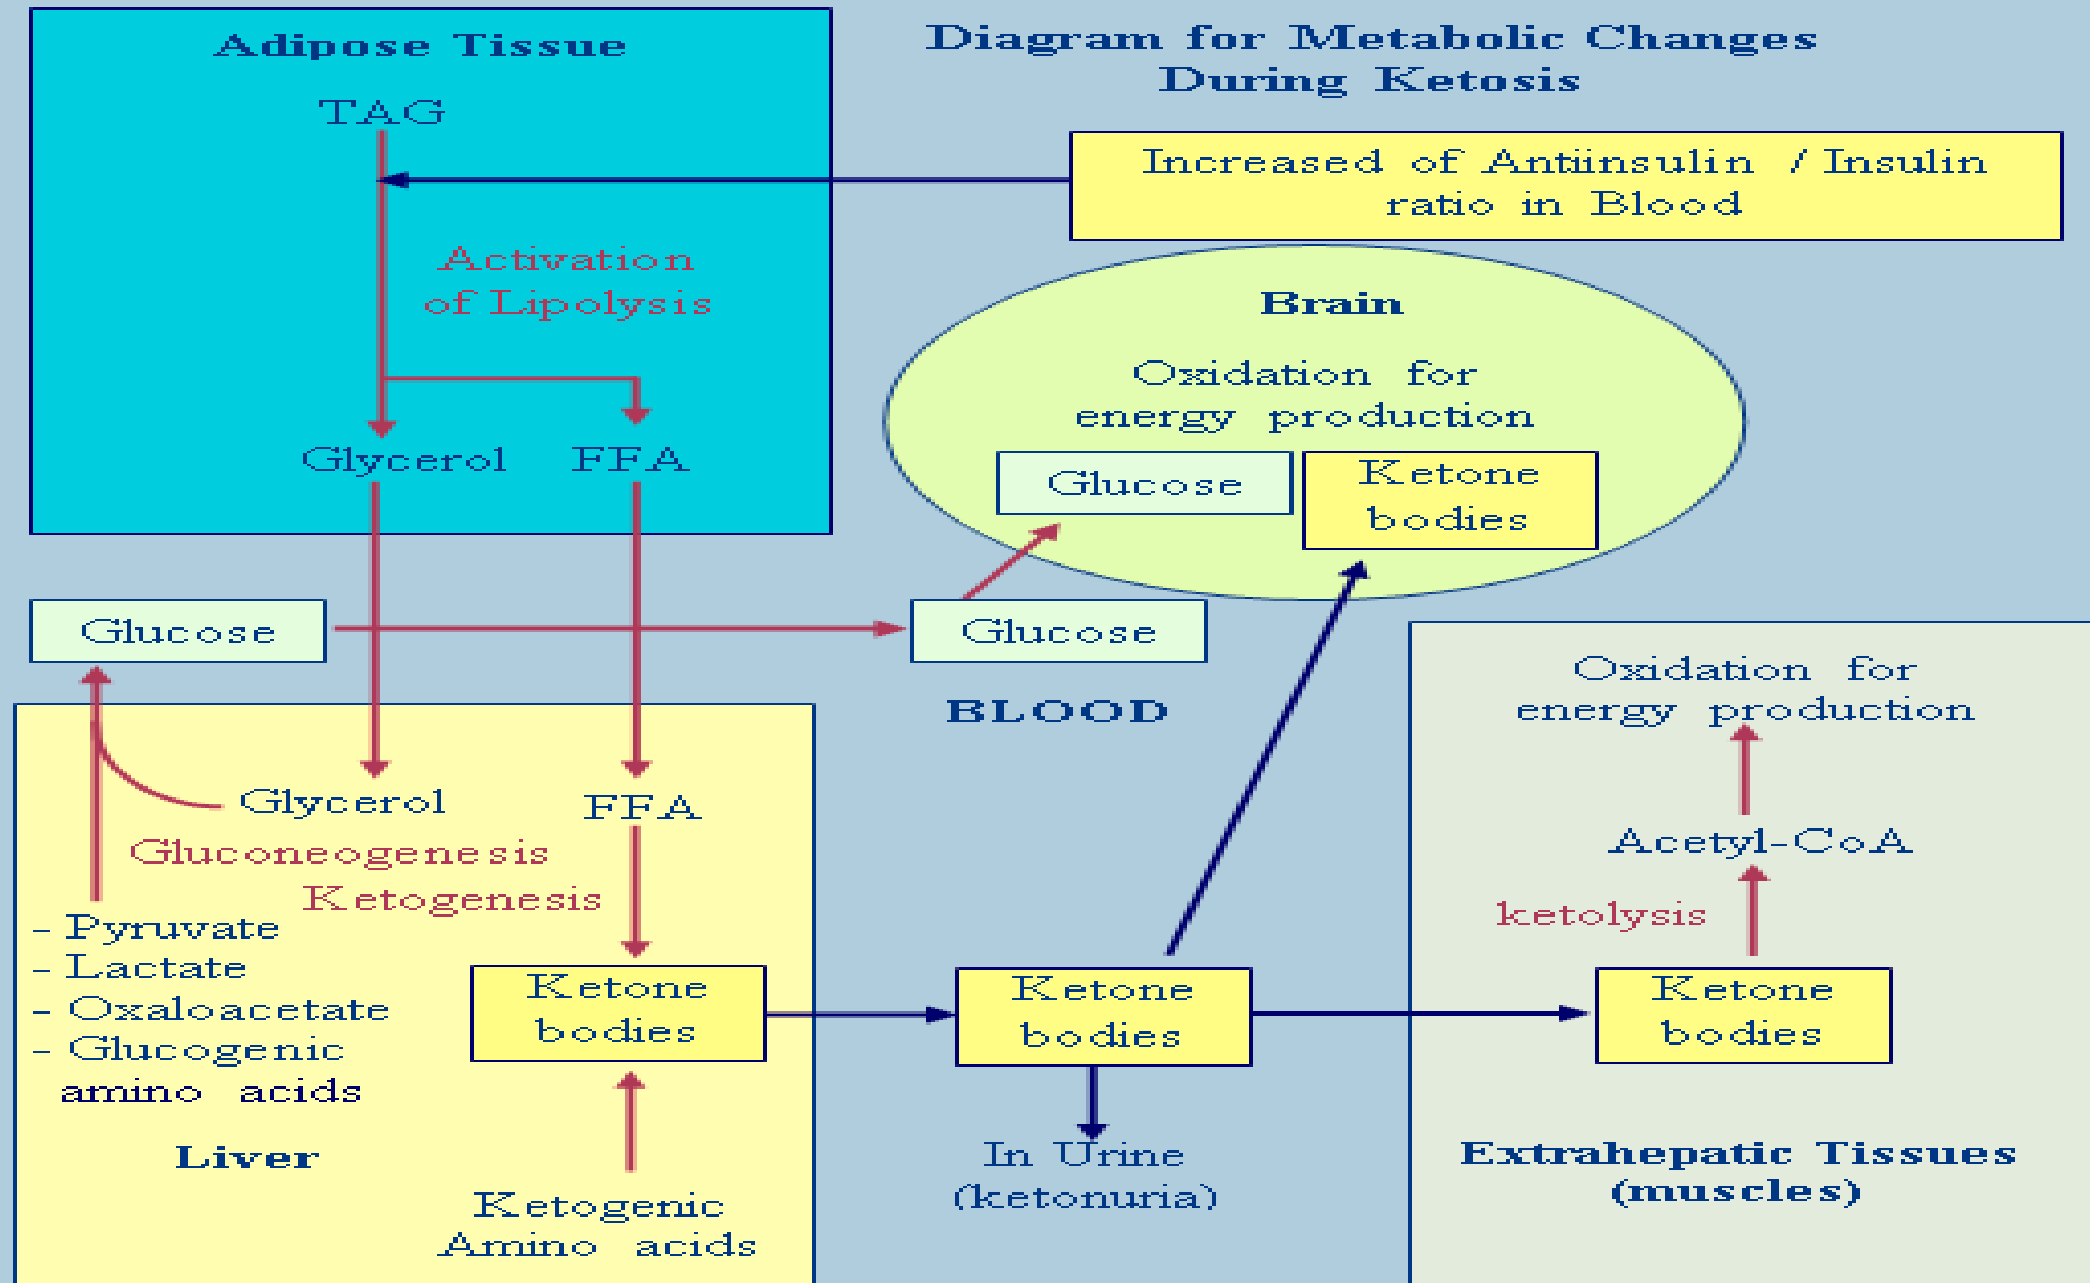 Adipose Tissue
TAG
Activation
of Lipolysis
Glycerol FFA
Diagram for Metabolic Changes
During Ketosis
Increased of Antiinsulin / Insulin
ratio in Blood
Brain
Oxidation for
energy production
Glucose
Ketone
bodies
Glucose
Glucose
BLOOD
Glycerol
FFA
Gluconeogenesis
Ketogenesis
- Pyruvate
- Lactate
- Oxaloacetate
- Glucogenic
amino acids
Liver
Ketone
bodies
Ketogenic
Amino acids
Ketone
bodies
In Urine
(ketonuria)
Oxidation for
energy production
Acetyl-CoA
ketolysis
Ketone
bodies
Extrahepatic Tissues
(muscles)